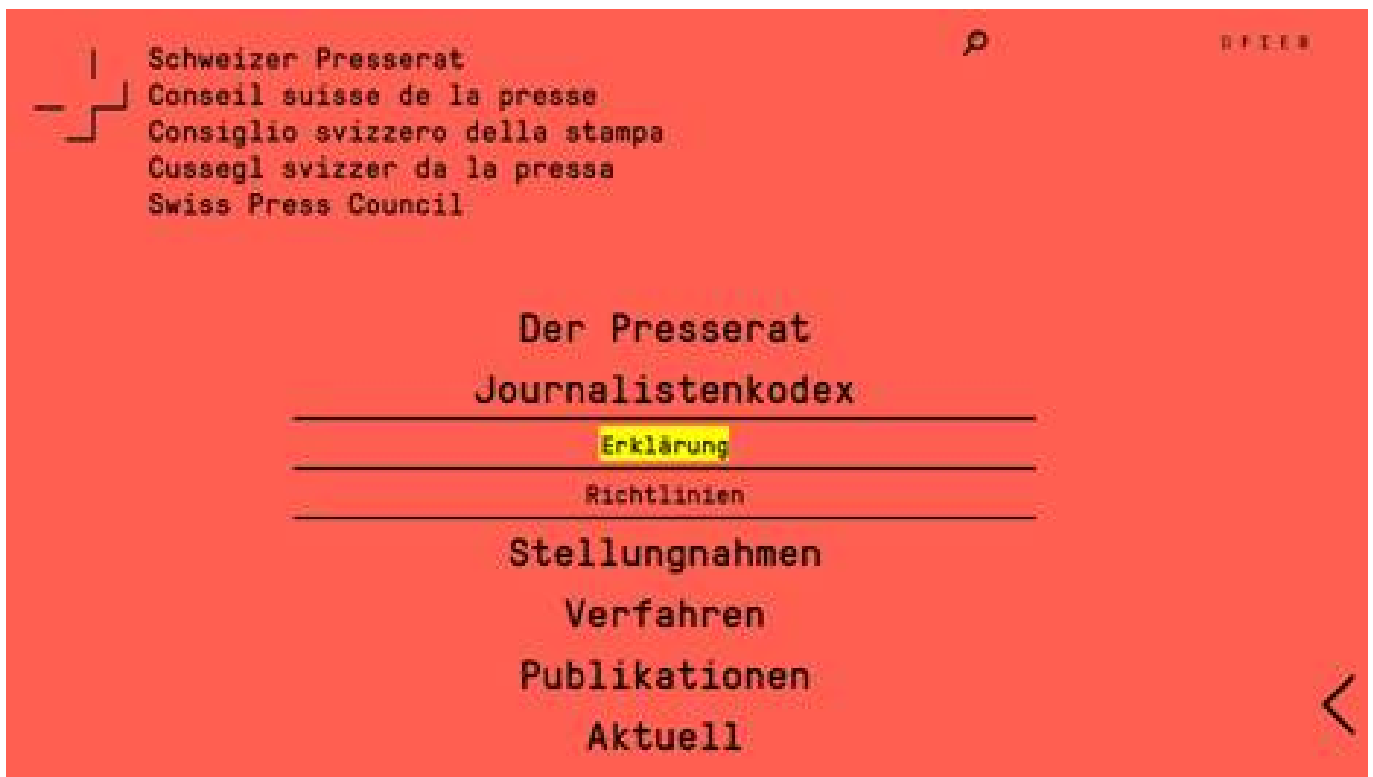 Schweizer Presserat
Conseil suisse de la presse
Consiglio svizzero della stampa
Cussegl svizzer da la pressa
Swiss Press Council
Der Presserat
Journalistenkodex
Erklärung
Richtlinien
Stellungnahmen
Verfahren
Publikationen
Aktuell